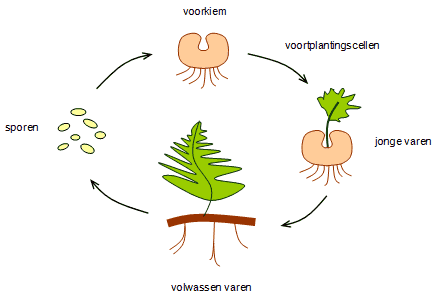 voorkiem
voortplantingscellen
sporen
jonge varen
volwassen varen